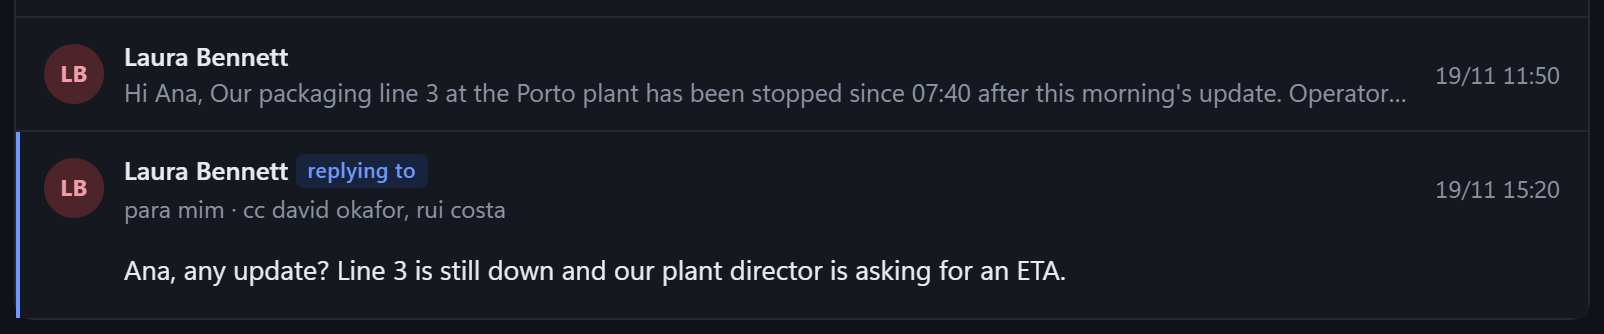 LB
Laura Bennett
19/11 11:50
Hi Ana, Our packaging line 3 at the Porto plant has been stopped since 07:40 after this morning's update. Operator...
LB
Laura Bennett replying to
19/11 15:20
para mim · cc david okafor, rui costa
Ana, any update? Line 3 is still down and our plant director is asking for an ETA.